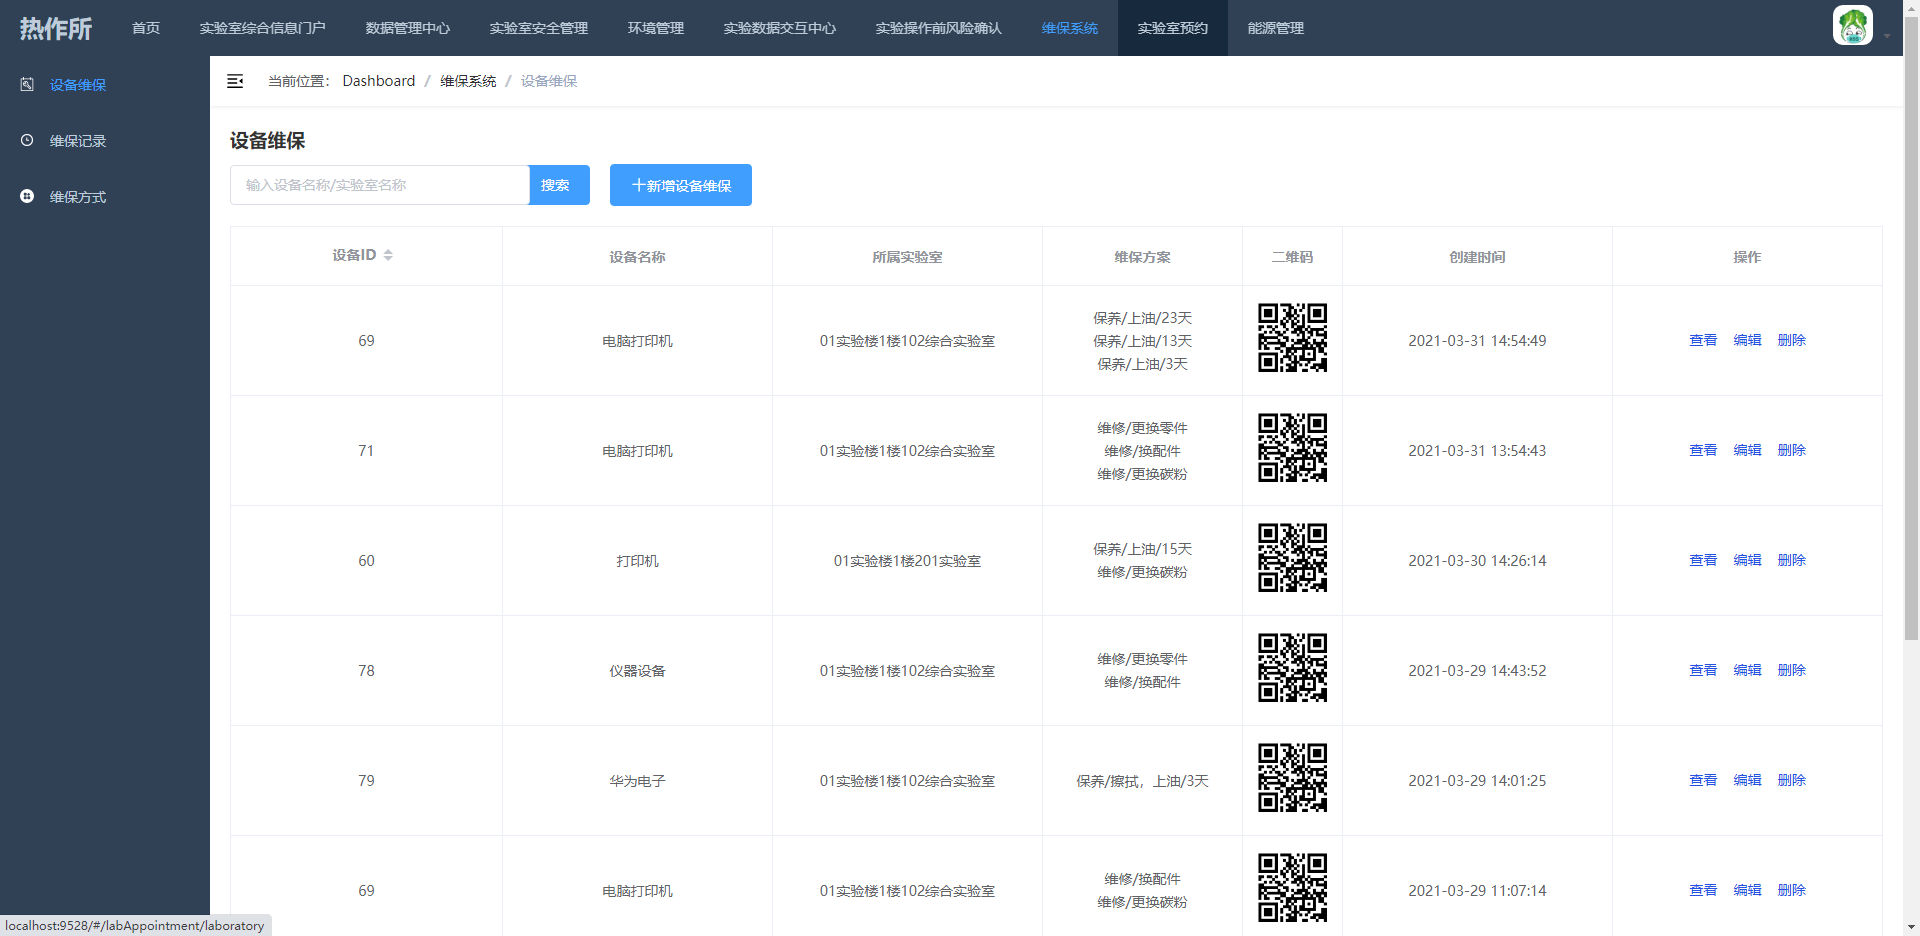 热作所 首页 实验室综合信息门户 数据管理中心 实验室安全管理 环境管理 实验数据交互中心 实验操作前风险确认 维保系统 实验室预约 能源管理
设备维保
维保记录
维保方式
当前位置: Dashboard / 维保系统 / 设备维保
设备维保
输入设备名称/实验室名称 搜索 新增设备维保
设备ID 设备名称 所属实验室 维保方案 二维码 创建时间 操作
69 电脑打印机 01实验楼1楼102综合实验室 保养/上油/23天 2021-03-31 14:54:49 查看 编辑 删除
保养/上油/13天
保养/上油/3天
71 电脑打印机 01实验楼1楼102综合实验室 维修/更换零件 2021-03-31 13:54:43 查看 编辑 删除
维修/换配件
维修/更换碳粉
60 打印机 01实验楼1楼201实验室 保养/上油/15天 2021-03-30 14:26:14 查看 编辑 删除
维修/更换碳粉
78 仪器设备 01实验楼1楼102综合实验室 维修/更换零件 2021-03-29 14:43:52 查看 编辑 删除
维修/换配件
79 华为电子 01实验楼1楼102综合实验室 保养/擦拭，上油/3天 2021-03-29 14:01:25 查看 编辑 删除
69 电脑打印机 01实验楼1楼102综合实验室 维修/换配件 2021-03-29 11:07:14 查看 编辑 删除
维修/更换碳粉
localhost:9528/#/labAppointment/laboratory